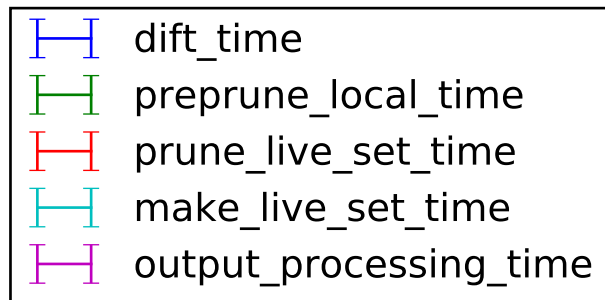 dift_time
preprune_local_time
prune_live_set_time
make_live_set_time
output_processing_time